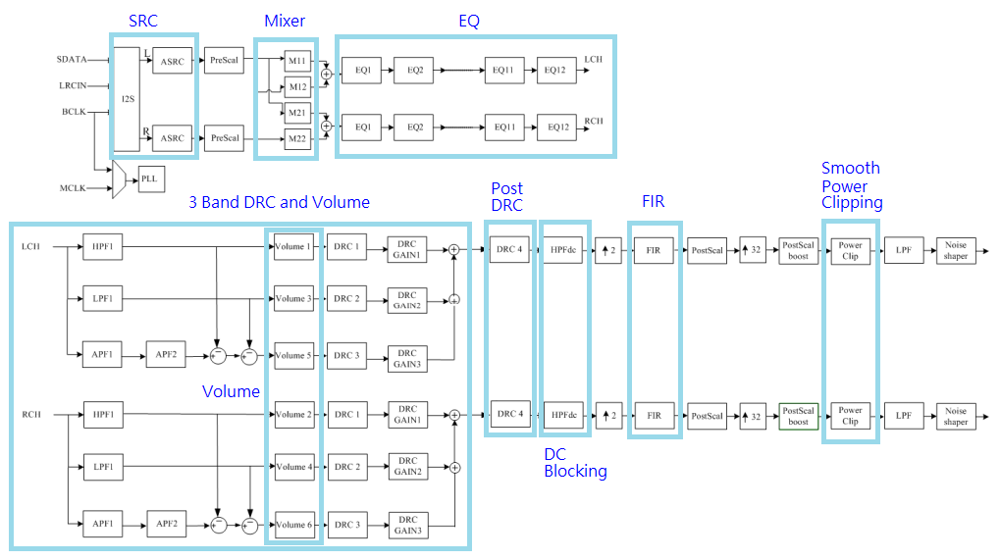 SRC
Mixer
EQ
SDATA
LRCIN
BCLK
MCLK
I2S
L
R
ASRC
ASRC
PreScal
PreScal
PLL
M11
M12
M21
M22
EQ1
EQ2
EQ11
EQ12
LCH
EQ1
EQ2
EQ11
EQ12
RCH
3 Band DRC and Volume
Post
DRC
FIR
Smooth
Power
Clipping
LCH
HPF1
Volume 1
DRC 1
DRC
GAIN1
DRC 4
HPFdc
2
FIR
PostScal
32
PostScal
boost
Power
Clip
LPF
Noise
shaper
LPF1
Volume 3
DRC 2
DRC
GAIN2
APF1
APF2
Volume 5
DRC 3
DRC
GAIN3
Volume
RCH
HPF1
Volume 2
DRC 1
DRC
GAIN1
DRC 4
HPFdc
2
FIR
PostScal
32
PostScal
boost
Power
Clip
LPF
Noise
shaper
DC
Blocking
LPF1
Volume 4
DRC 2
DRC
GAIN2
APF1
APF2
Volume 6
DRC 3
DRC
GAIN3